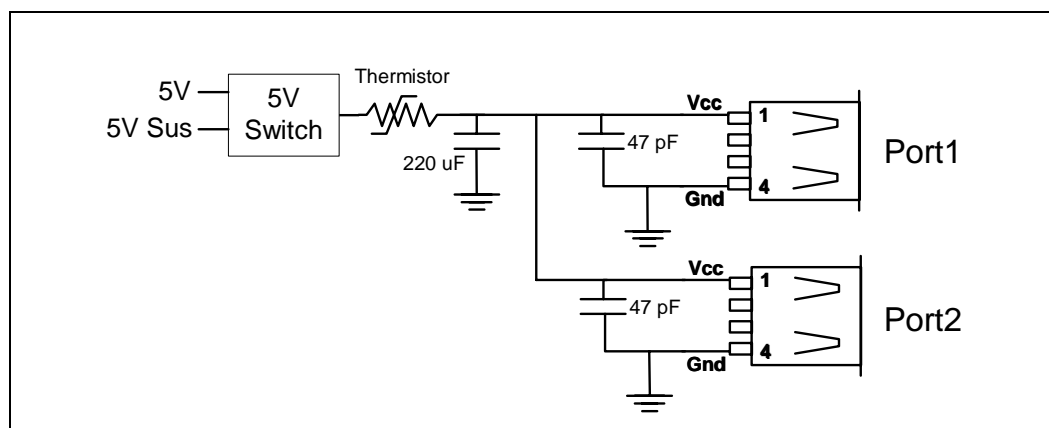 Thermistor
5V
5V Sus
5V
Switch
220 uF
47 pF
Vcc
1
4
Gnd
Port1
47 pF
Vcc
1
4
Gnd
Port2